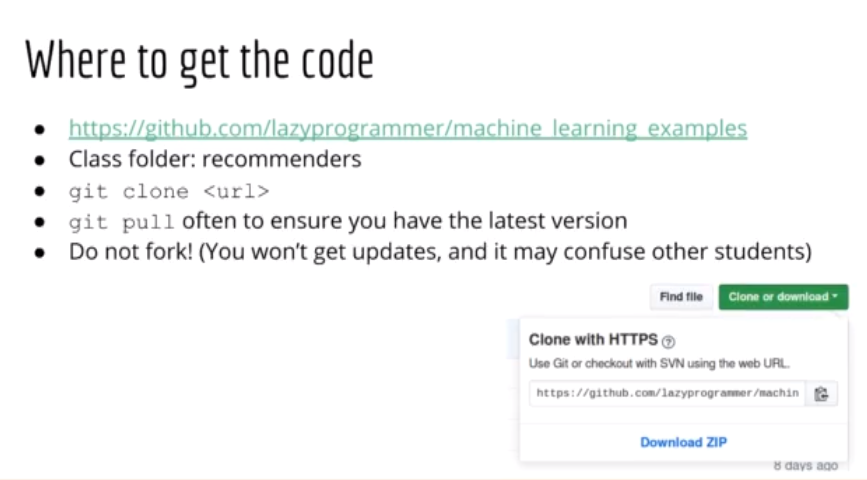 Where to get the code
● https://github.com/lazyprogrammer/machine_learning_examples
● Class folder: recommenders
● git clone <url>
● git pull often to ensure you have the latest version
● Do not fork! (You won't get updates, and it may confuse other students)
Find file Clone or download
Clone with HTTPS
Use Git or checkout with SVN using the web URL.
https://github.com/lazyprogrammer/machin
Download ZIP
8 days ago